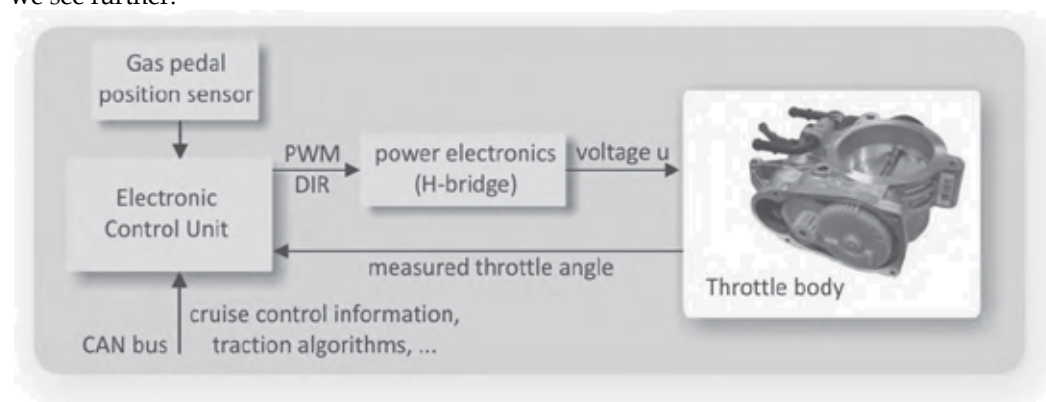 we see further.
Gas pedal
position sensor
PWM
DIR
power electronics
(H-bridge)
voltage u
Electronic
Control Unit
measured throttle angle
Throttle body
cruise control information,
CAN bus
traction algorithms, ...